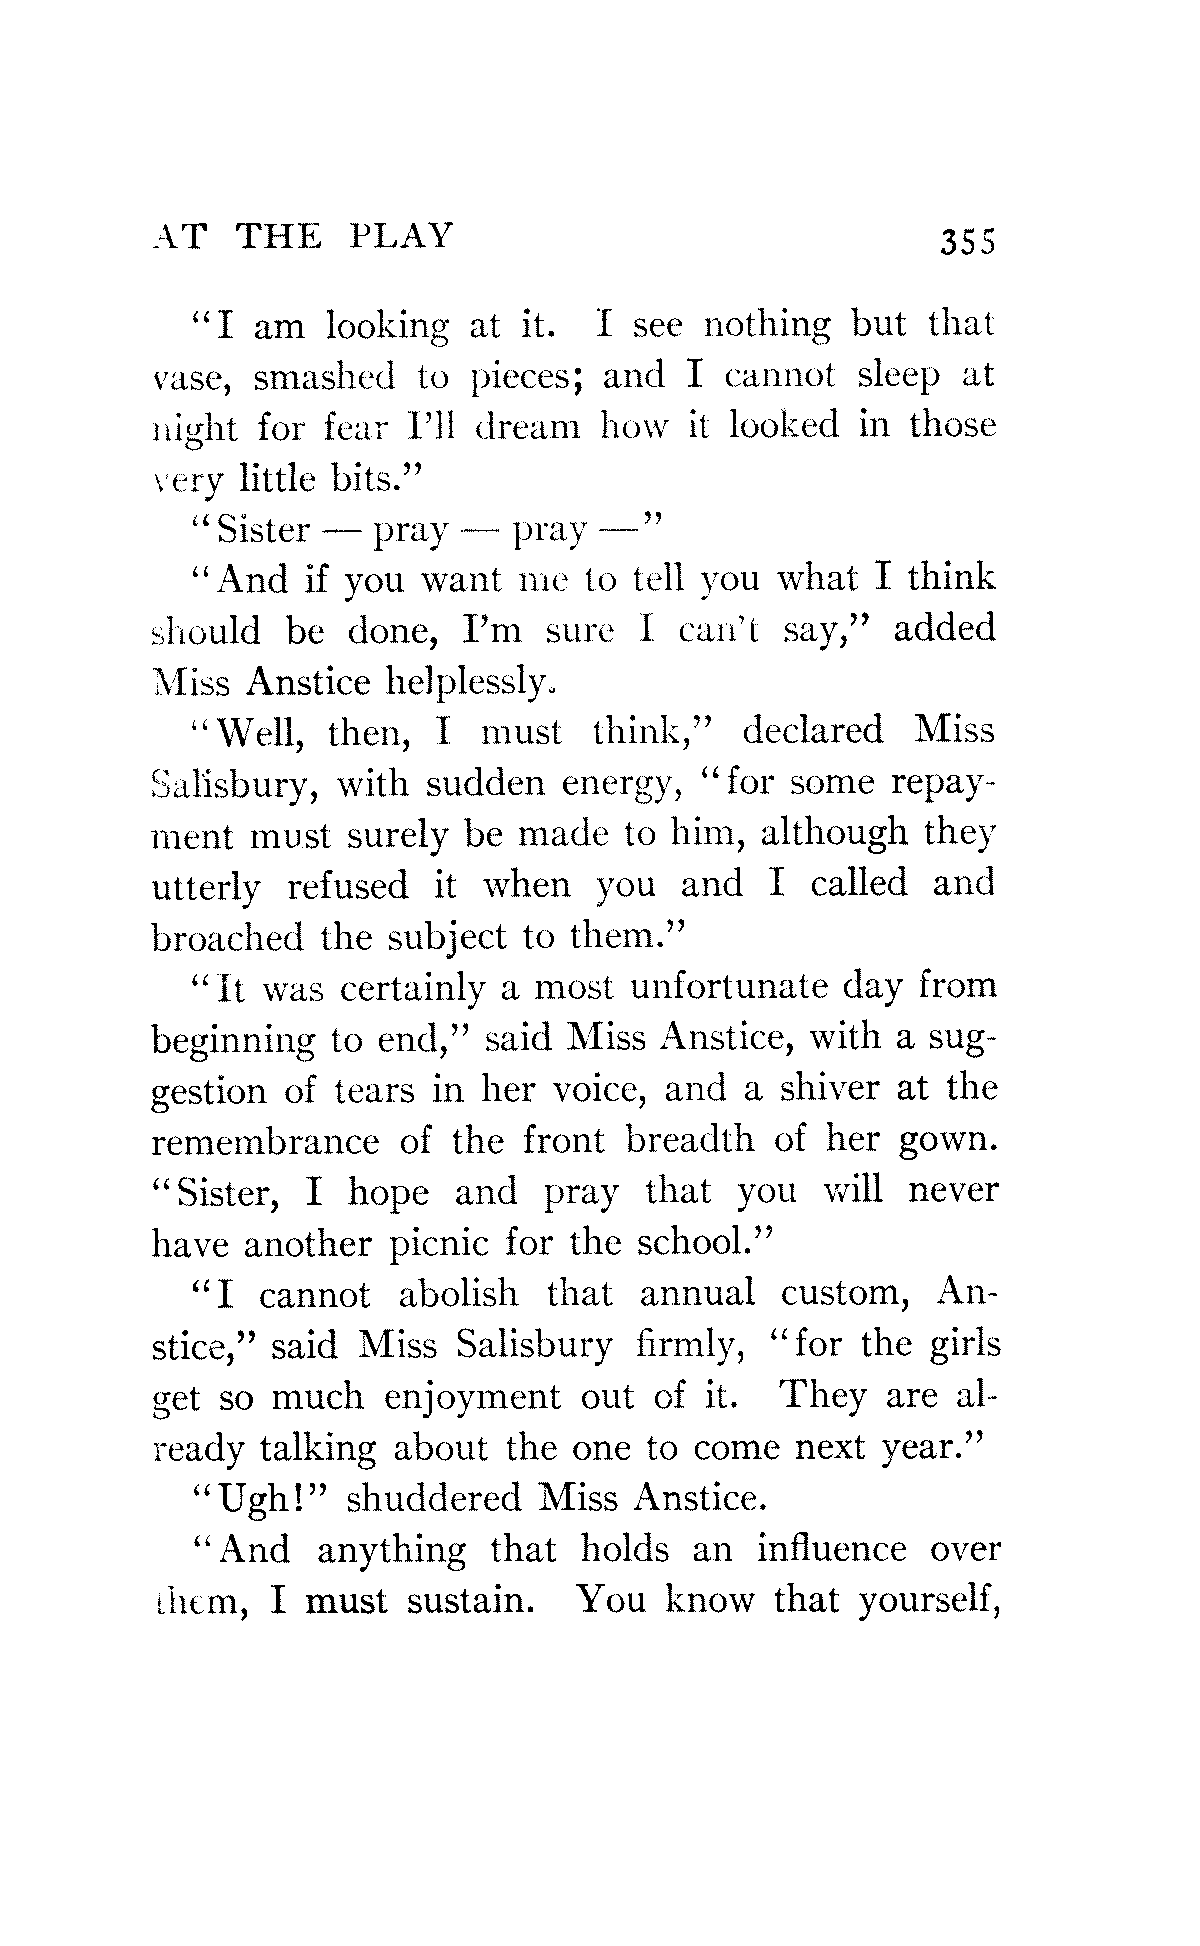 AT THE PLAY 355
"I am looking at it. I see nothing but that
vase, smashed to pieces; and I cannot sleep at
night for fear I'll dream how it looked in those
very little bits."
"Sister — pray — pray —"
"And if you want me to tell you what I think
should be done, I'm sure I can't say," added
Miss Anstice helplessly.
"Well, then, I must think," declared Miss
Salisbury, with sudden energy, "for some repay-
ment must surely be made to him, although they
utterly refused it when you and I called and
broached the subject to them."
"It was certainly a most unfortunate day from
beginning to end," said Miss Anstice, with a sug-
gestion of tears in her voice, and a shiver at the
remembrance of the front breadth of her gown.
"Sister, I hope and pray that you will never
have another picnic for the school."
"I cannot abolish that annual custom, An-
stice," said Miss Salisbury firmly, "for the girls
get so much enjoyment out of it. They are al-
ready talking about the one to come next year."
"Ugh!" shuddered Miss Anstice.
"And anything that holds an influence over
them, I must sustain. You know that yourself,